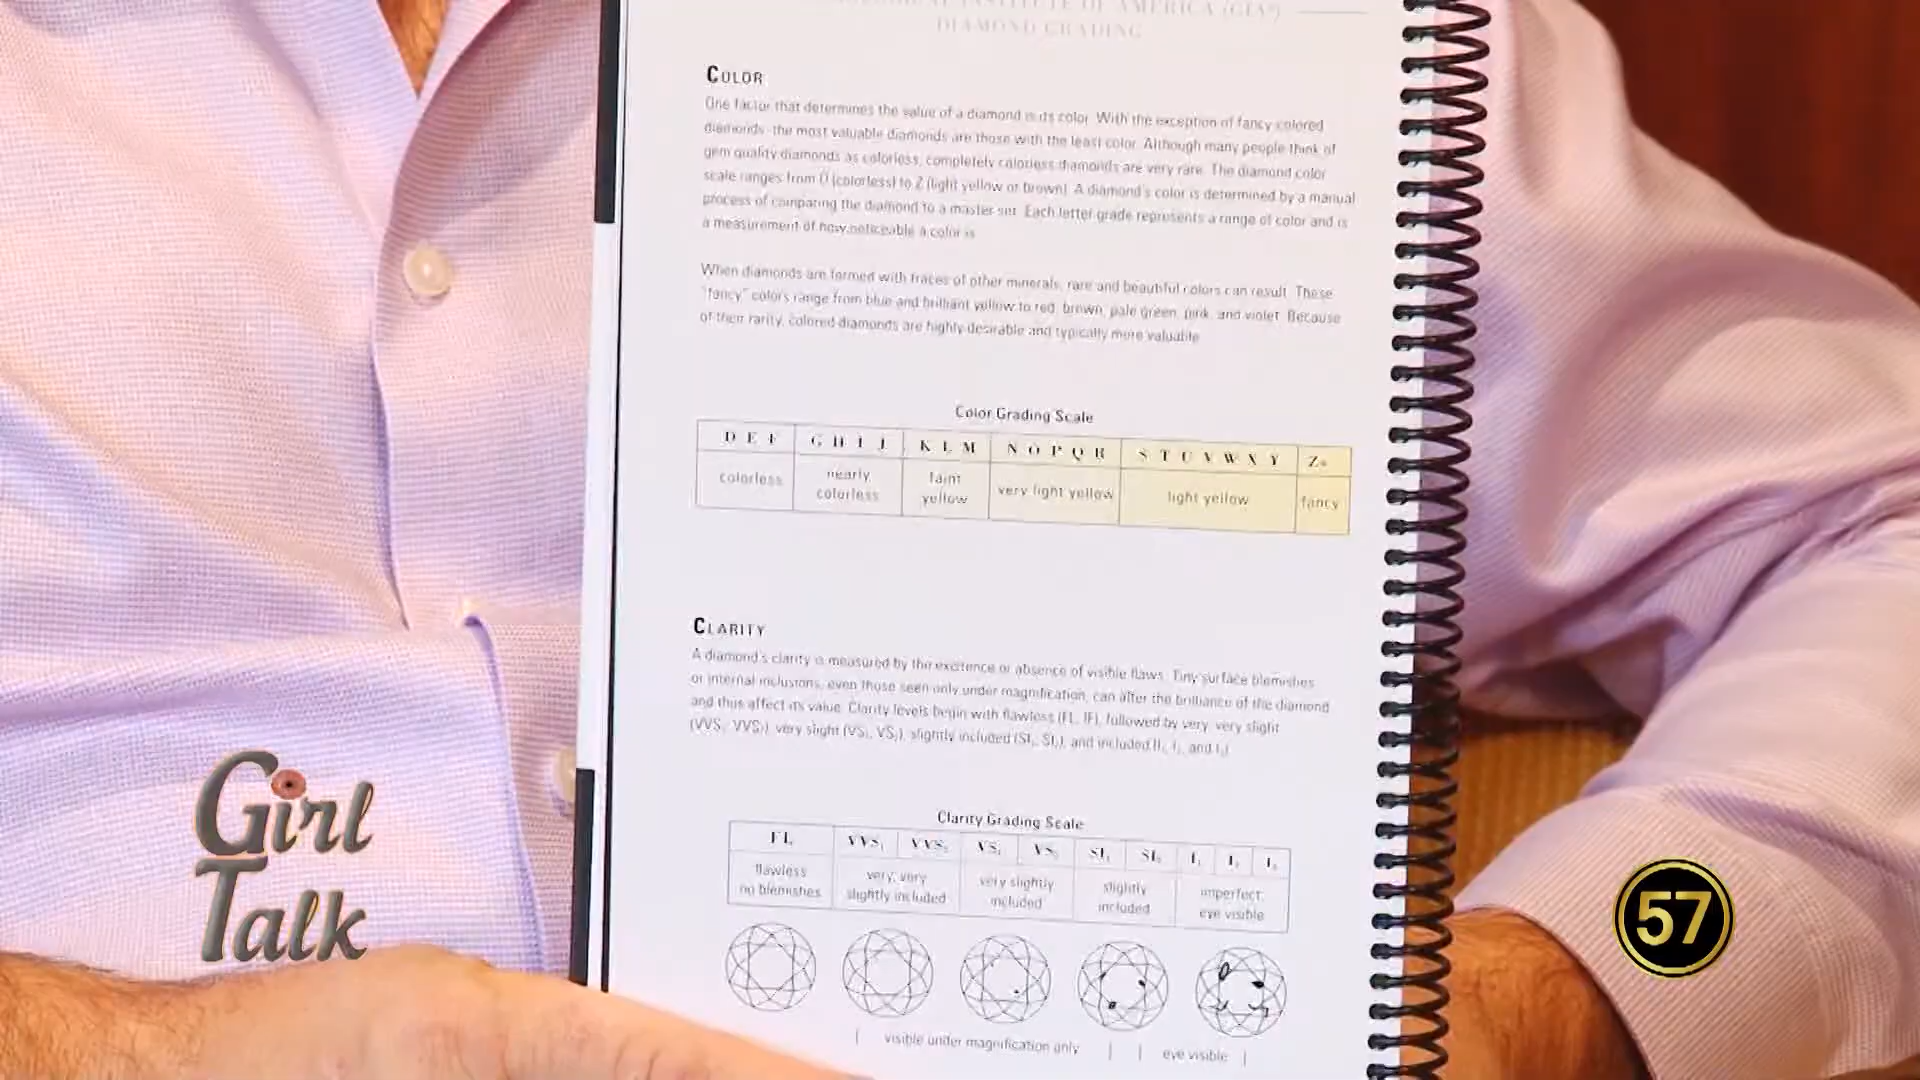 INSTITUTE OF AMERICA (GIA®)
DIAMOND GRADING
COLOR
One factor that determines the value of a diamond is its color. With the exception of fancy colored
diamonds, the most valuable diamonds are those with the least color. Although many people think of
gem quality diamonds as colorless, completely colorless diamonds are very rare. The diamond color
scale ranges from D (colorless) to Z (light yellow or brown). A diamond's color is determined by a manual
process of comparing the diamond to a master set. Each letter grade represents a range of color and is
a measurement of how noticeable a color is.
When diamonds are formed with traces of other minerals, rare and beautiful colors can result. These
"fancy" colors range from blue and brilliant yellow to red, brown, pale green, pink, and violet. Because
of their rarity, colored diamonds are highly desirable and typically more valuable.
Color Grading Scale
D E F G H I J K L M N O P Q R S T U V W X Y Z+
colorless nearly colorless faint yellow very light yellow light yellow fancy
CLARITY
A diamond's clarity is measured by the existence or absence of visible flaws. Tiny surface blemishes
or internal inclusions, even those seen only under magnification, can alter the brilliance of the diamond
and thus affect its value. Clarity levels begin with flawless (FL, IF), followed by very, very slight
(VVS₁, VVS₂), very slight (VS₁, VS₂), slightly included (SI₁, SI₂), and included (I₁, I₂, and I₃).
Clarity Grading Scale
FL VVS₁ VVS₂ VS₁ VS₂ SI₁ SI₂ I₁ I₂ I₃
flawless no blemishes very, very slightly included very slightly included slightly included imperfect; eye visible
| visible under magnification only | | eye visible |
Girl
Talk
57